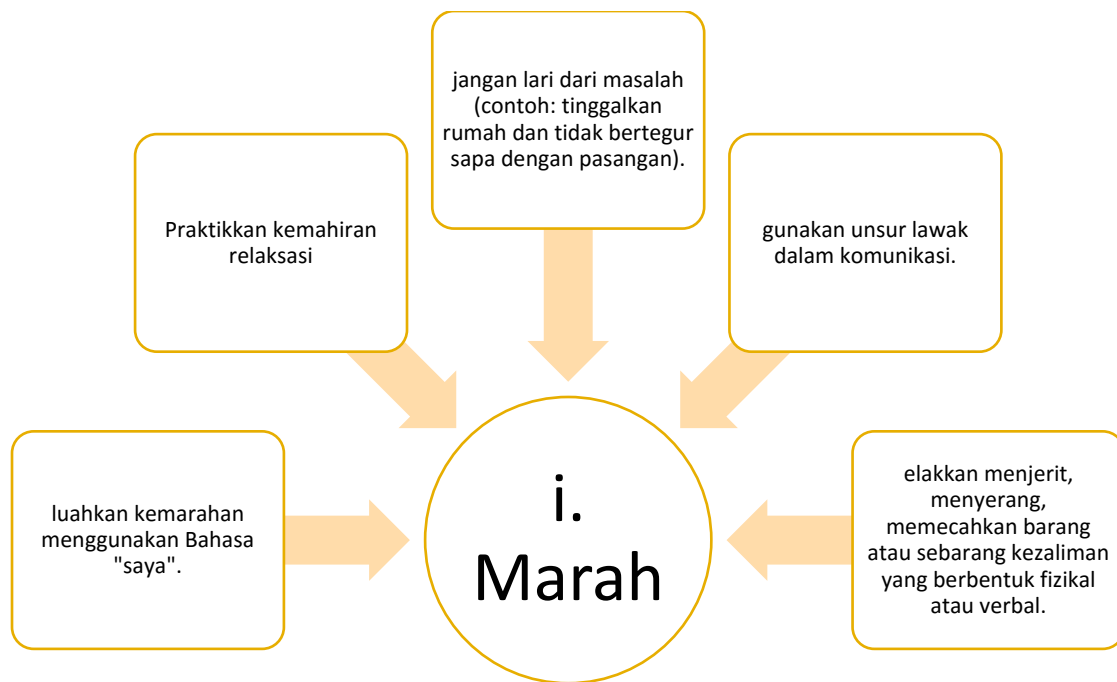 jangan lari dari masalah
(contoh: tinggalkan
rumah dan tidak bertegur
sapa dengan pasangan).
Praktikkan kemahiran
relaksasi
gunakan unsur lawak
dalam komunikasi.
luahkan kemarahan
menggunakan Bahasa
"saya".
i.
Marah
elakkan menjerit,
menyerang,
memecahkan barang
atau sebarang kezaliman
yang berbentuk fizikal
atau verbal.